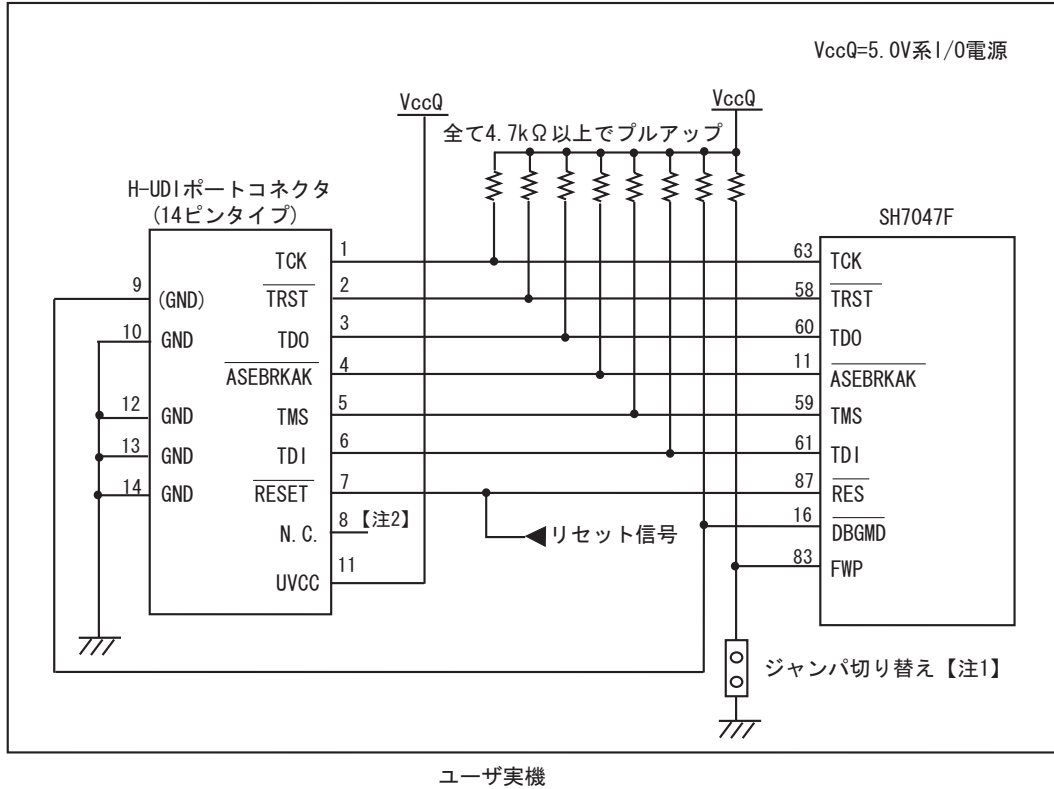 VccQ=5.0V系I/O電源
VccQ
VccQ
全て4.7kΩ以上でプルアップ
H-UDIポートコネクタ
(14ピンタイプ)
SH7047F
TCK 1
63 TCK
9 (GND)
TRST 2
58 TRST
10 GND
TDO 3
60 TDO
ASEBRKAK 4
11 ASEBRKAK
12 GND
TMS 5
59 TMS
13 GND
TDI 6
61 TDI
14 GND
RESET 7
87 RES
N.C. 8 【注2】
リセット信号
16 DBGMD
UVCC 11
83 FWP
ジャンパ切り替え【注1】
ユーザ実機